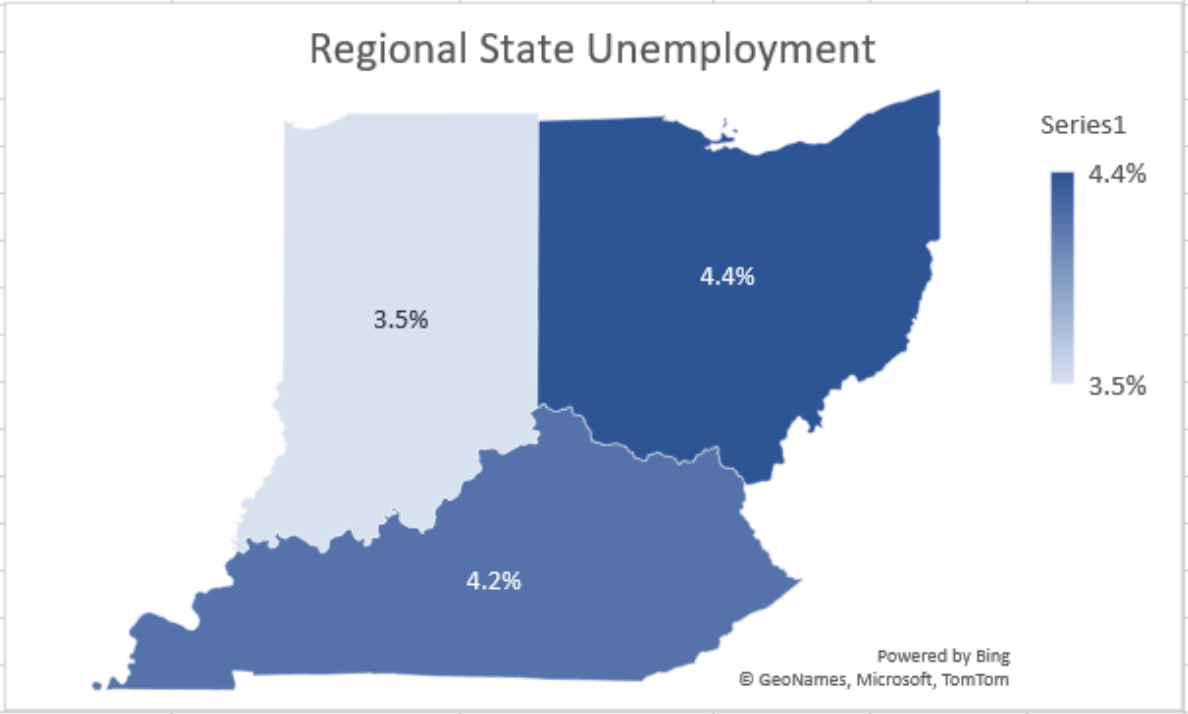 Regional State Unemployment
Series1
4.4%
4.4%
3.5%
3.5%
4.2%
Powered by Bing
© GeoNames, Microsoft, TomTom